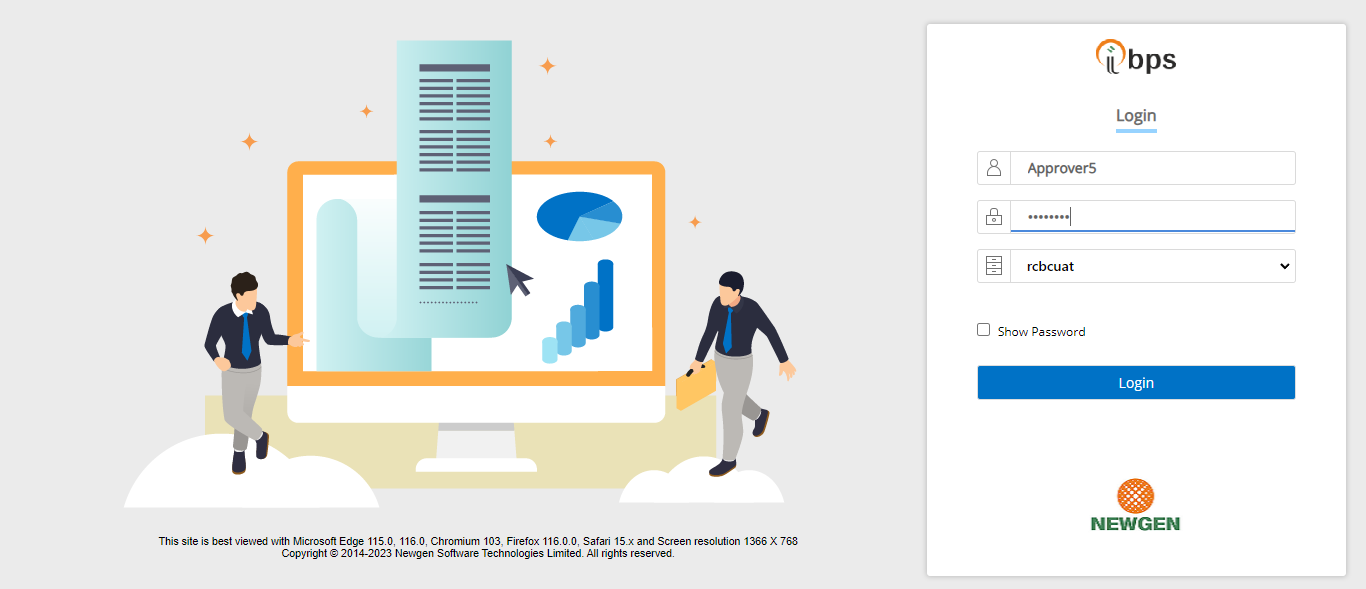 ibps
Login
Approver5
••••••••
rcbcuat
Show Password
Login
NEWGEN
This site is best viewed with Microsoft Edge 115.0, 116.0, Chromium 103, Firefox 116.0.0, Safari 15.x and Screen resolution 1366 X 768
Copyright © 2014-2023 Newgen Software Technologies Limited. All rights reserved.